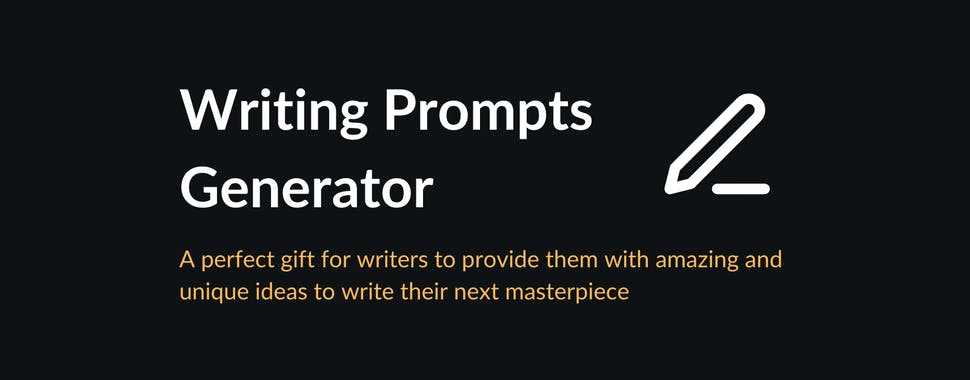 Writing Prompts
Generator
A perfect gift for writers to provide them with amazing and
unique ideas to write their next masterpiece